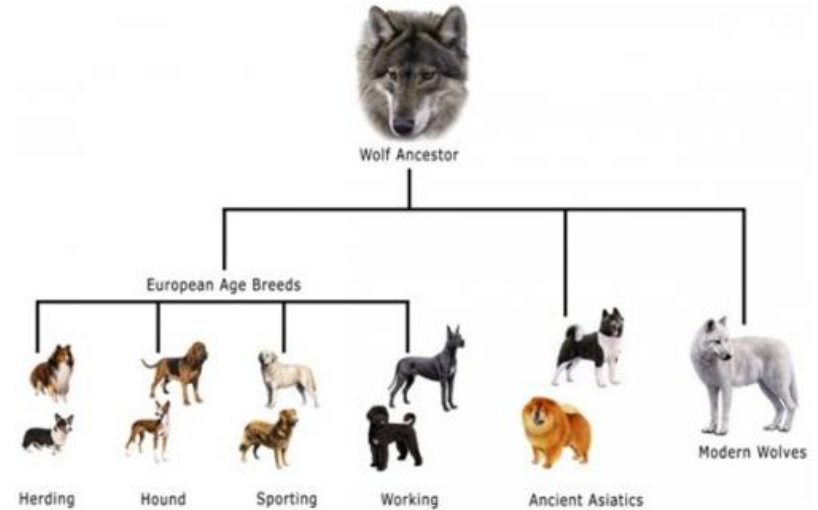 Wolf Ancestor
European Age Breeds
Modern Wolves
Herding
Hound
Sporting
Working
Ancient Asiatics